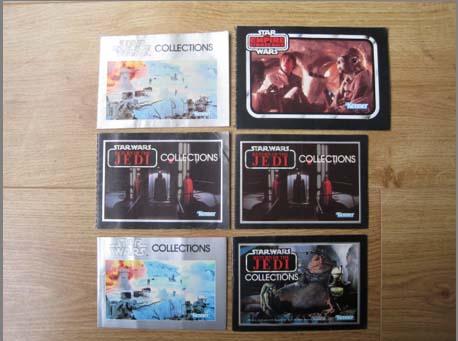 COLLECTIONS
STAR
THE EMPIRE
STRIKES BACK
WARS
Kenner
STAR WARS
RETURN OF THE
JEDI
COLLECTIONS
Kenner
STAR WARS
RETURN OF THE
JEDI
COLLECTIONS
Kenner
COLLECTIONS
STAR WARS
RETURN OF THE
JEDI
COLLECTIONS
Kenner